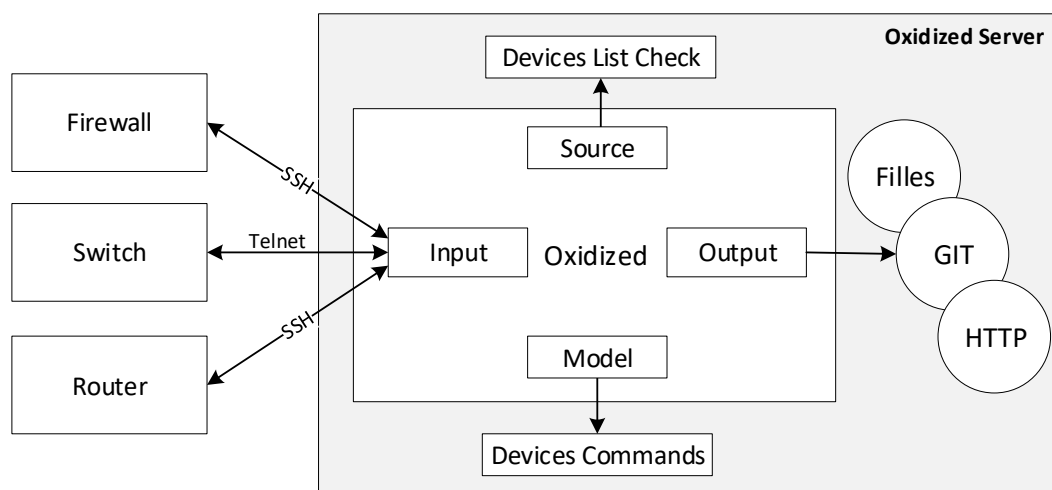 Oxidized Server
Devices List Check
Firewall
Source
Filles
SSH
Switch
Telnet
Input
Oxidized
Output
GIT
SSH
Router
Model
HTTP
Devices Commands